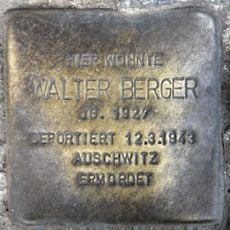 HIER WOHNTE
WALTER BERGER
JG. 1927
DEPORTIERT 12.3.1943
AUSCHWITZ
ERMORDET